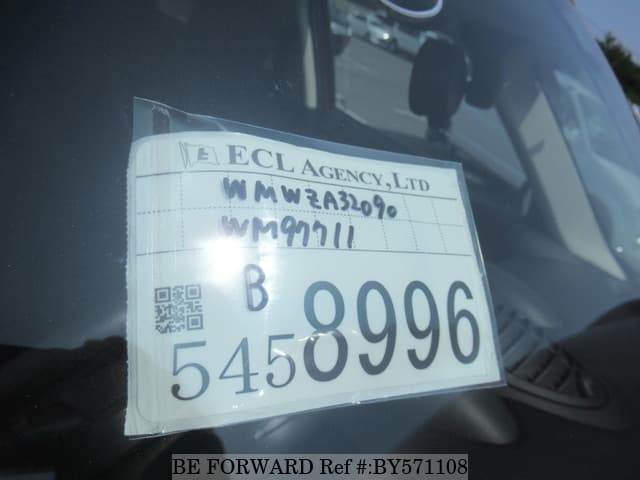 E ECL AGENCY, LTD
WMWZA32090
WM97711
B
5458996
BE FORWARD Ref #:BY571108